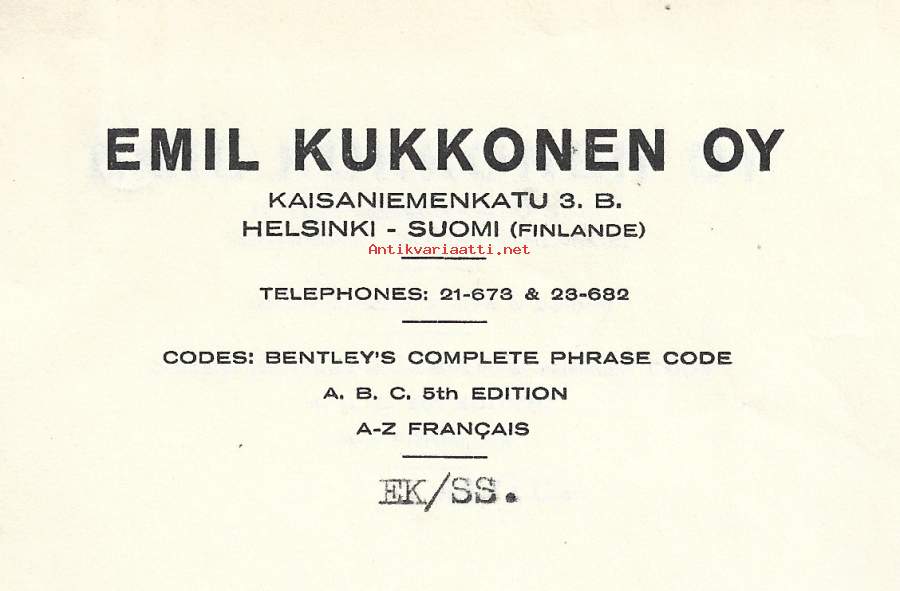 EMIL KUKKONEN OY
KAISANIEMENKATU 3. B.
HELSINKI - SUOMI (FINLANDE)
Antikvariaatti.net
TELEPHONES: 21-673 & 23-682
CODES: BENTLEY'S COMPLETE PHRASE CODE
A. B. C. 5th EDITION
A-Z FRANÇAIS
EK/SS.